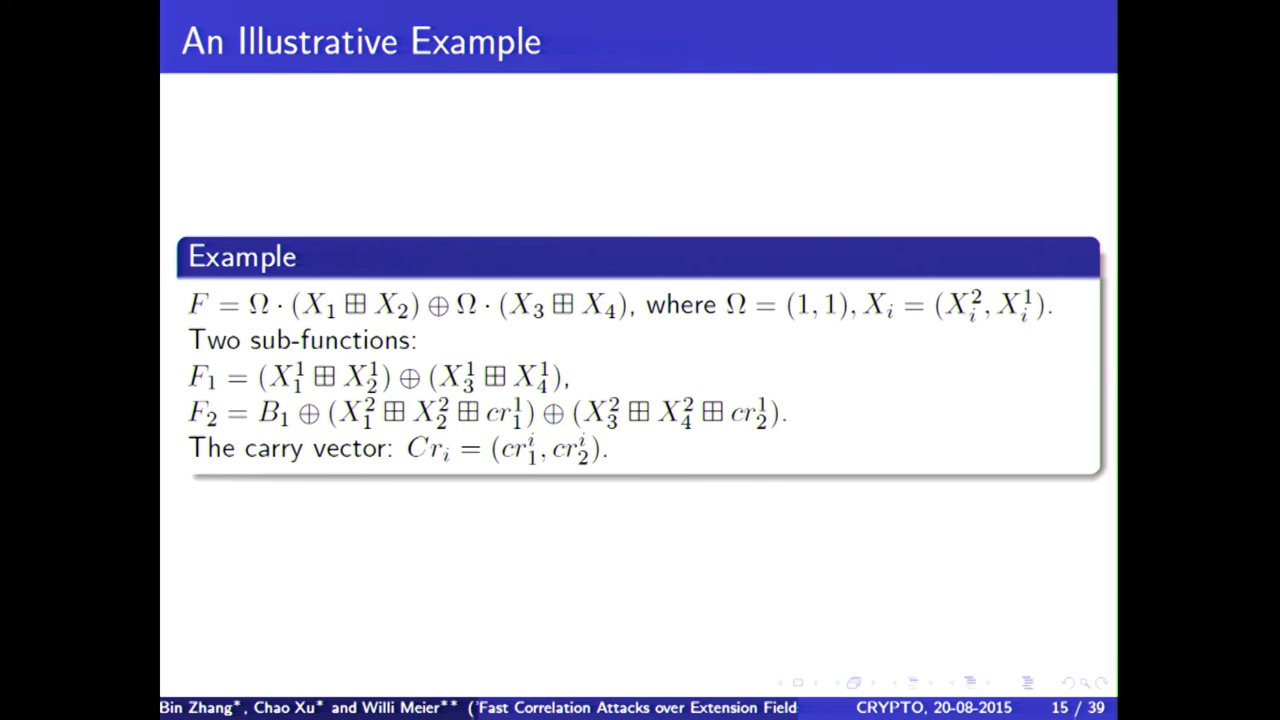 An Illustrative Example
Example
F = Ω · (X₁ ⊞ X₂) ⊕ Ω · (X₃ ⊞ X₄), where Ω = (1, 1), Xᵢ = (Xᵢ², Xᵢ¹).
Two sub-functions:
F₁ = (X₁¹ ⊞ X₂¹) ⊕ (X₃¹ ⊞ X₄¹),
F₂ = B₁ ⊕ (X₁² ⊞ X₂² ⊞ cr₁¹) ⊕ (X₃² ⊞ X₄² ⊞ cr₂¹).
The carry vector: Crᵢ = (cr₁ⁱ, cr₂ⁱ).
Bin Zhang*, Chao Xu* and Willi Meier** ('Fast Correlation Attacks over Extension Field CRYPTO, 20-08-2015 15 / 39